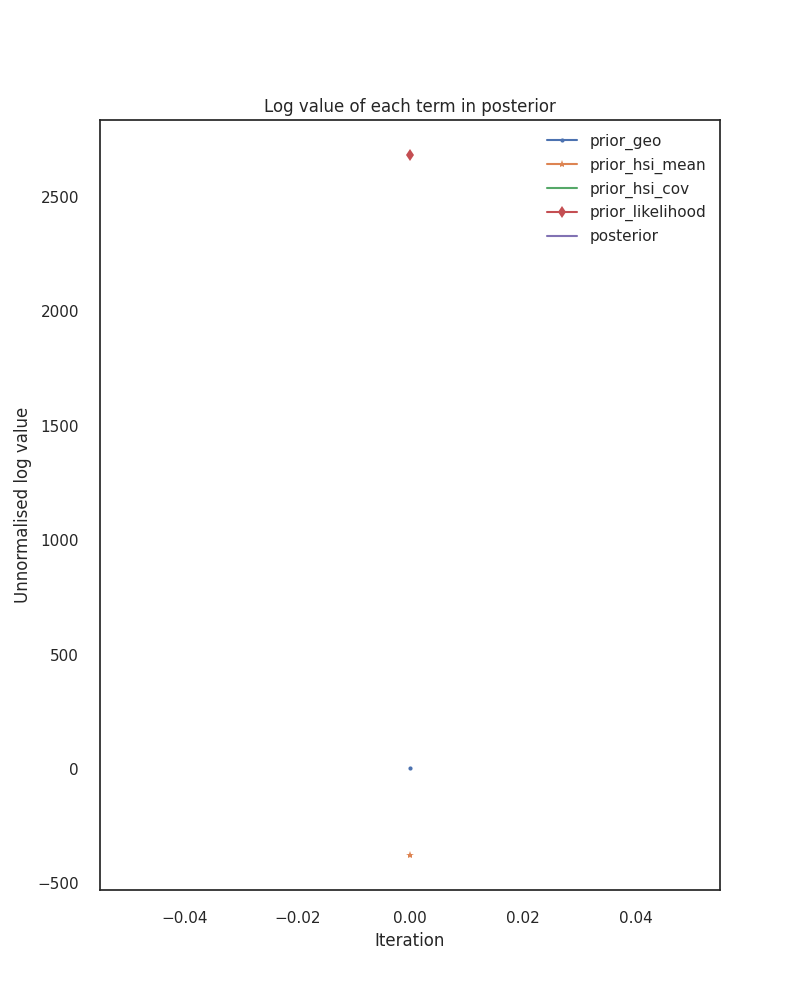 Log value of each term in posterior
prior_geo
prior_hsi_mean
prior_hsi_cov
prior_likelihood
posterior
Unnormalised log value
2500
2000
1500
1000
500
0
−500
−0.04
−0.02
0.00
0.02
0.04
Iteration